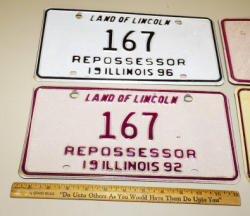 LAND OF LINCOLN
167
REPOSSESSOR
19 ILLINOIS 96
LAND OF LINCOLN
167
REPOSSESSOR
19 ILLINOIS 92
"Do Unto Others As You Would Have Them Do Unto You"